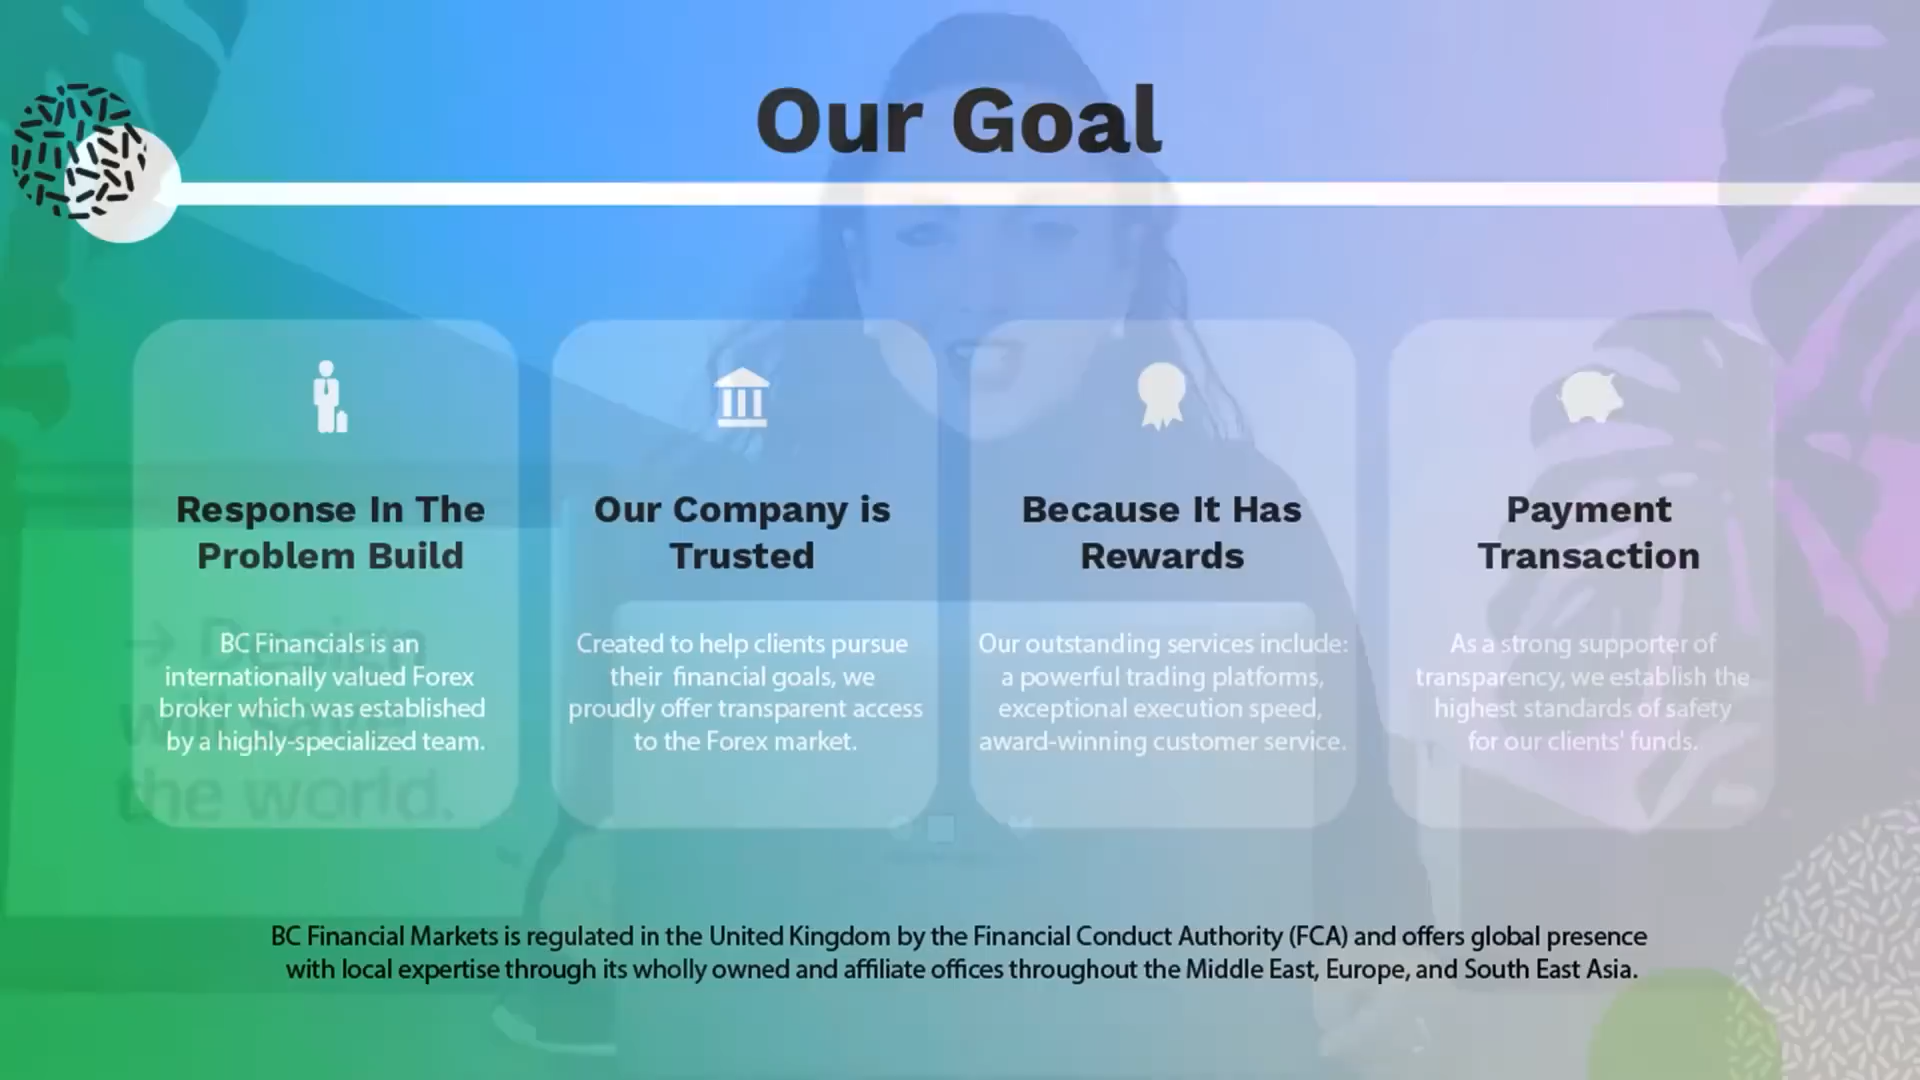 Our Goal
Response In The
Problem Build
BC Financials is an
internationally valued Forex
broker which was established
by a highly-specialized team.
Our Company is
Trusted
Created to help clients pursue
their financial goals, we
proudly offer transparent access
to the Forex market.
Because It Has
Rewards
Our outstanding services include:
a powerful trading platforms,
exceptional execution speed,
award-winning customer service.
Payment
Transaction
As a strong supporter of
transparency, we establish the
highest standards of safety
for our clients' funds.
→ Design
will save
the world.
BC Financial Markets is regulated in the United Kingdom by the Financial Conduct Authority (FCA) and offers global presence
with local expertise through its wholly owned and affiliate offices throughout the Middle East, Europe, and South East Asia.